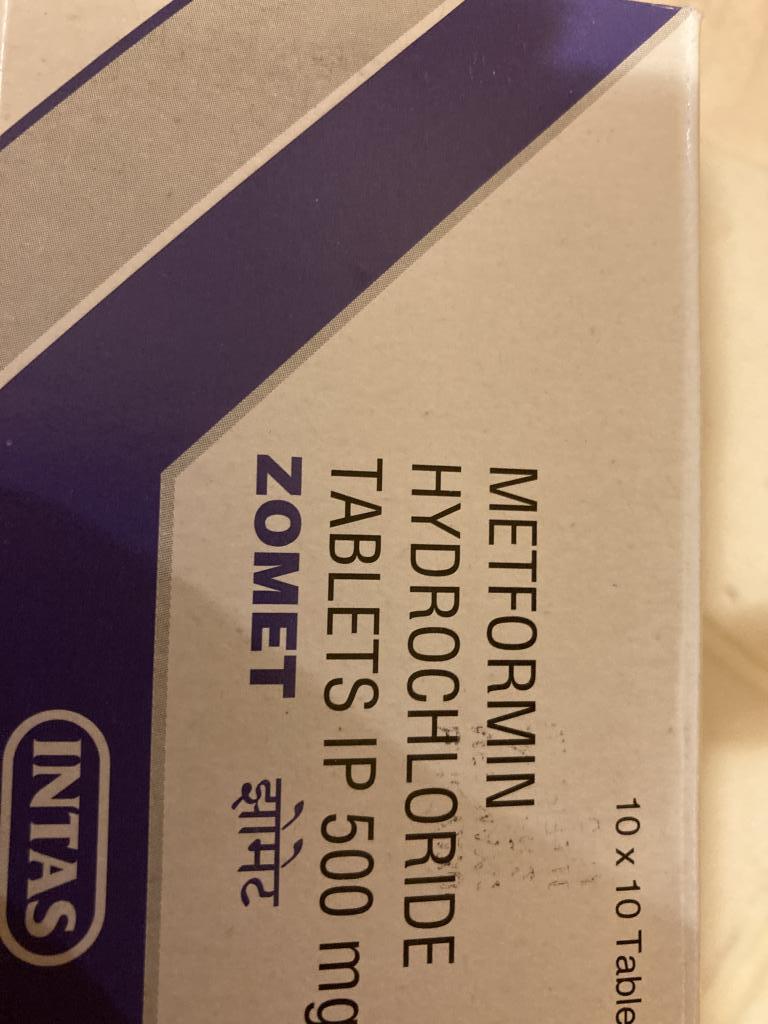 10 x 10 Table
METFORMIN
HYDROCHLORIDE
TABLETS IP 500 mg
ZOMET झोमेट
INTAS